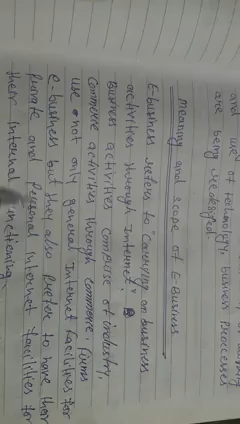 and use of technology, business processes
are being redesigned.
Meaning and scope of E-Business
E-business refers to "Carrying on business
activities through Internet".
Business activities comprise of industry,
Commerce activities through commerce. Firms
use not only general Internet facilities for
e-business but they also prefer to have their
private and personal Internet facilities for
their internal functioning.